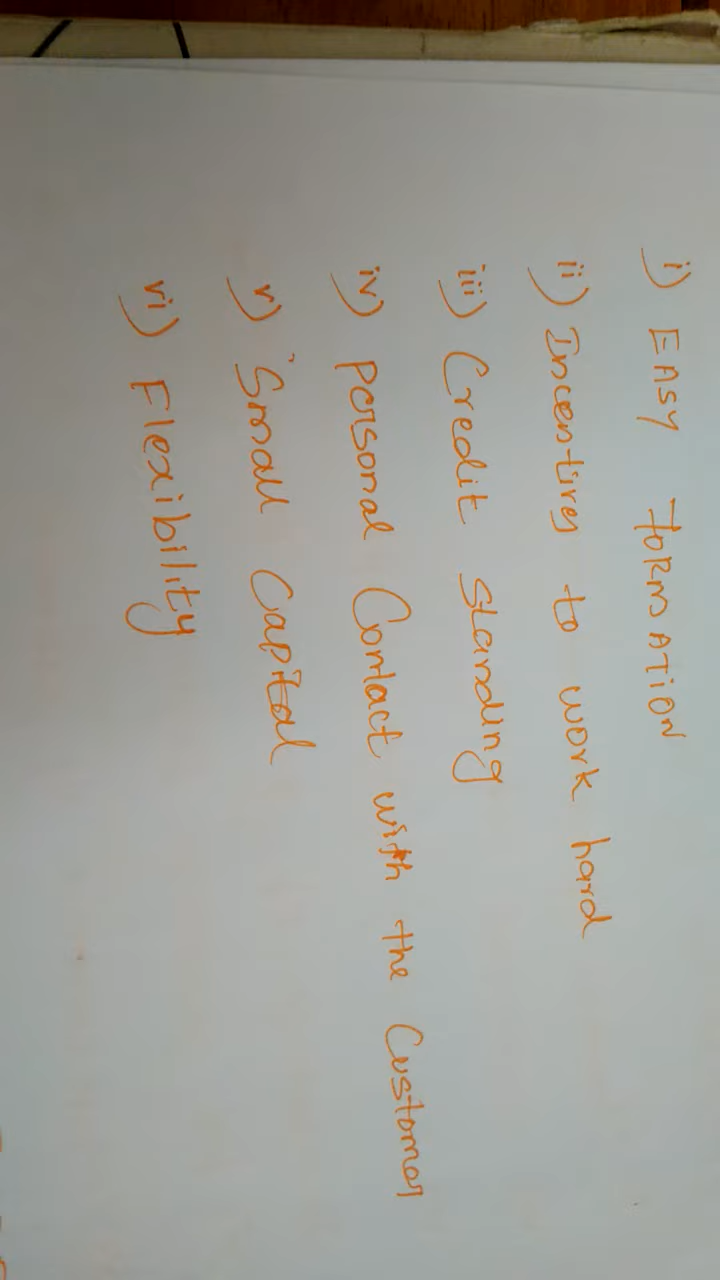 i) EASY FORMATION
ii) Incentives to work hard
iii) Credit standing
iv) Personal Contact with the Customer
v) Small Capital
vi) Flexibility